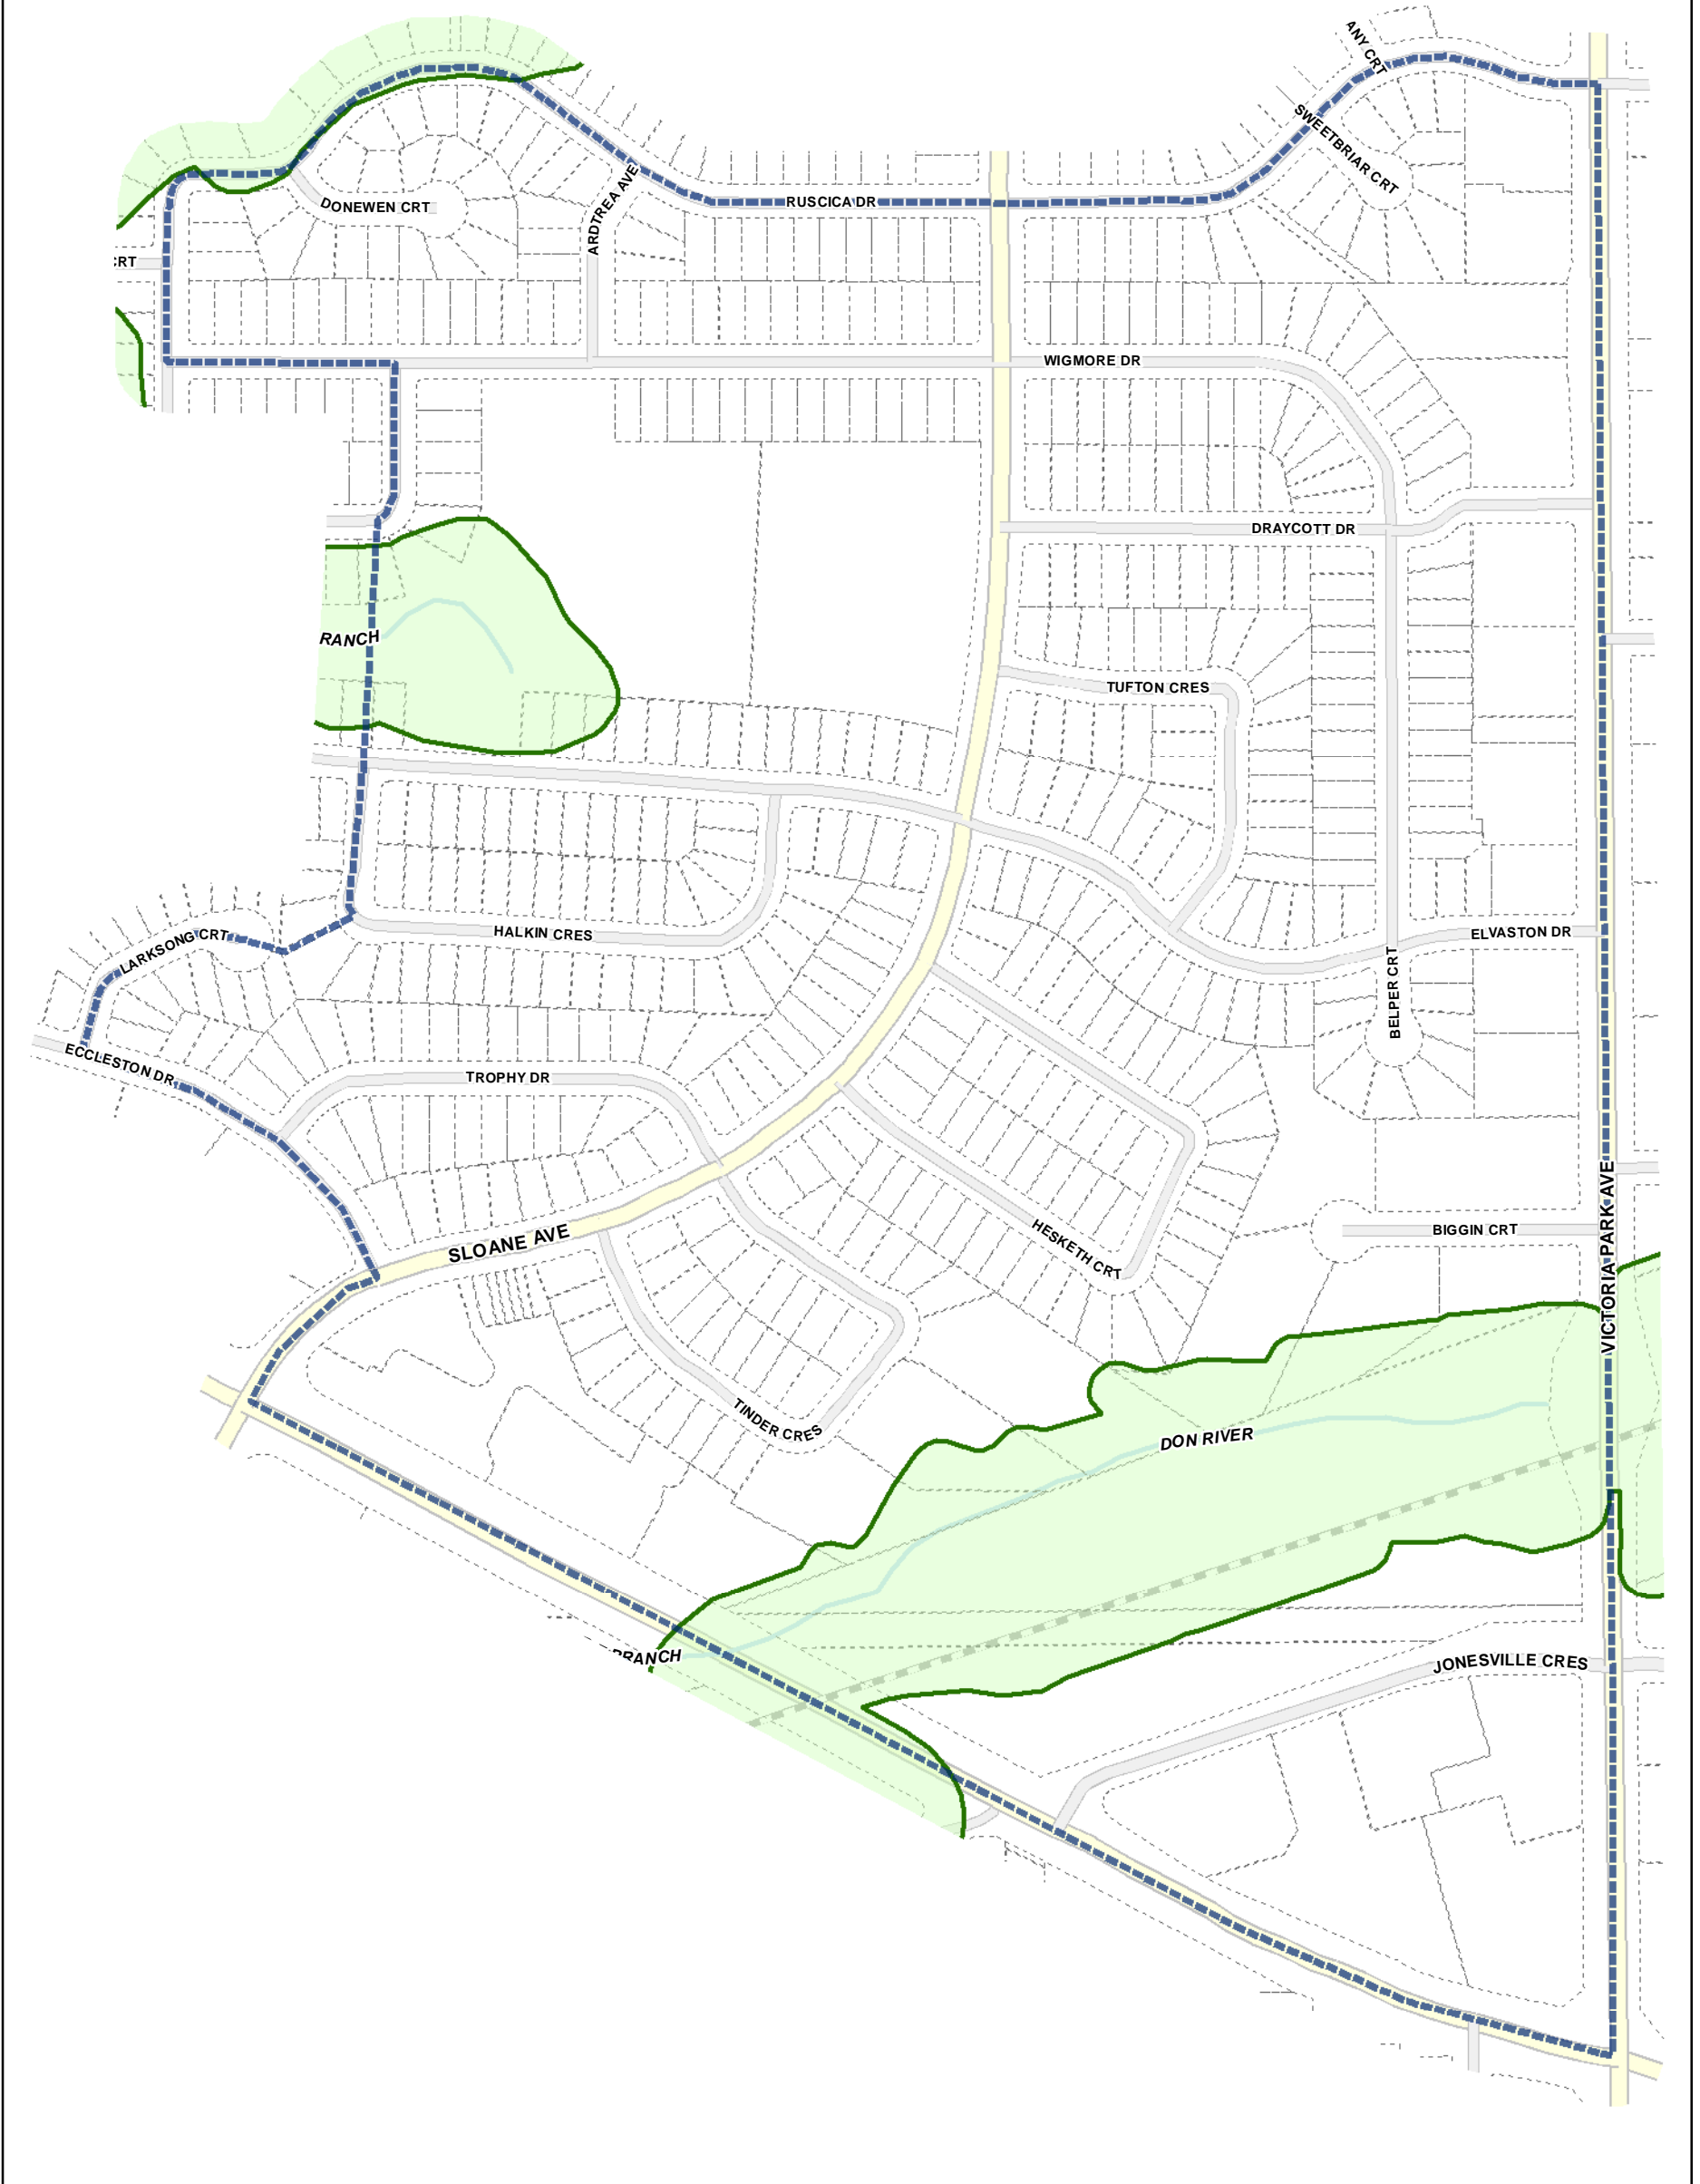 ANY CRT
SWEETBRIAR CRT
DONEWEN CRT
ARDTREA AVE
RUSCICA DR
CRT
WIGMORE DR
DRAYCOTT DR
RANCH
TUFTON CRES
HALKIN CRES
LARKSONG CRT
ELVASTON DR
BELPER CRT
ECCLESTON DR
TROPHY DR
SLOANE AVE
HESKETH CRT
BIGGIN CRT
VICTORIA PARK AVE
TINDER CRES
DON RIVER
BRANCH
JONESVILLE CRES